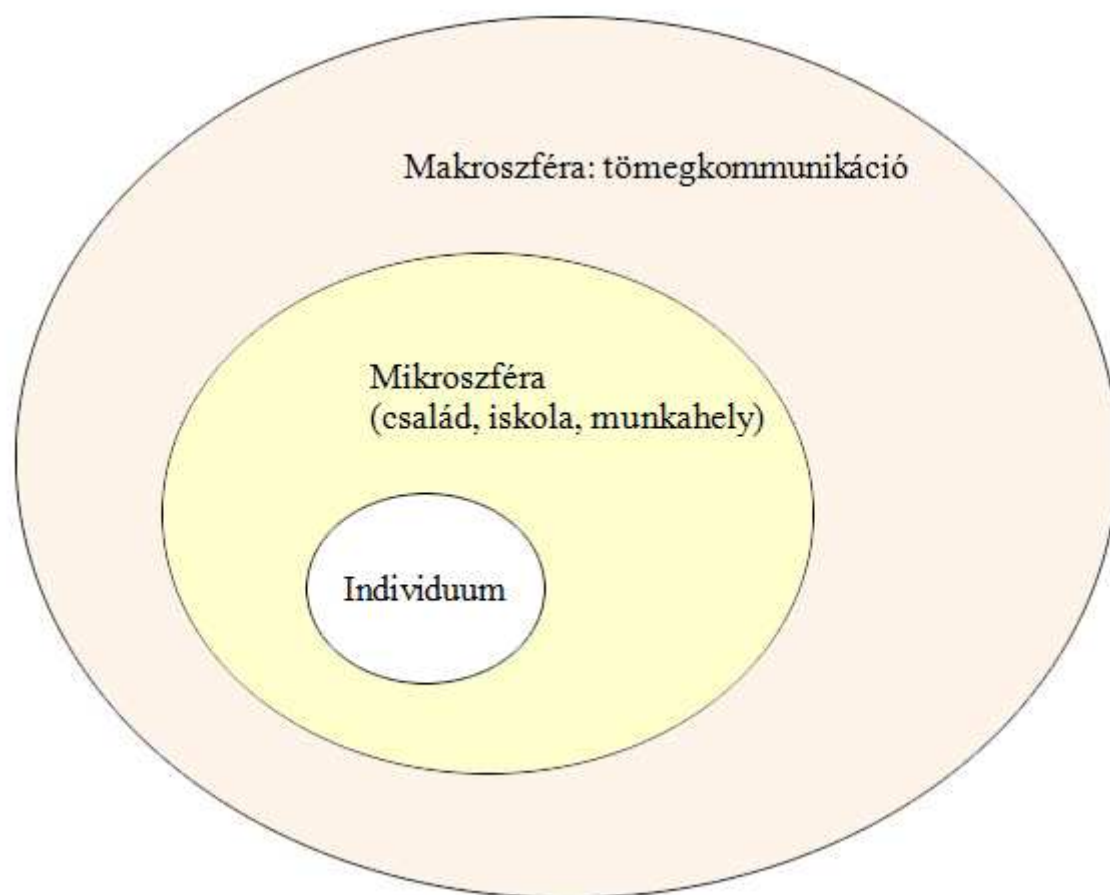 Makroszféra: tömegkommunikáció
Mikroszféra
(család, iskola, munkahely)
Individuum